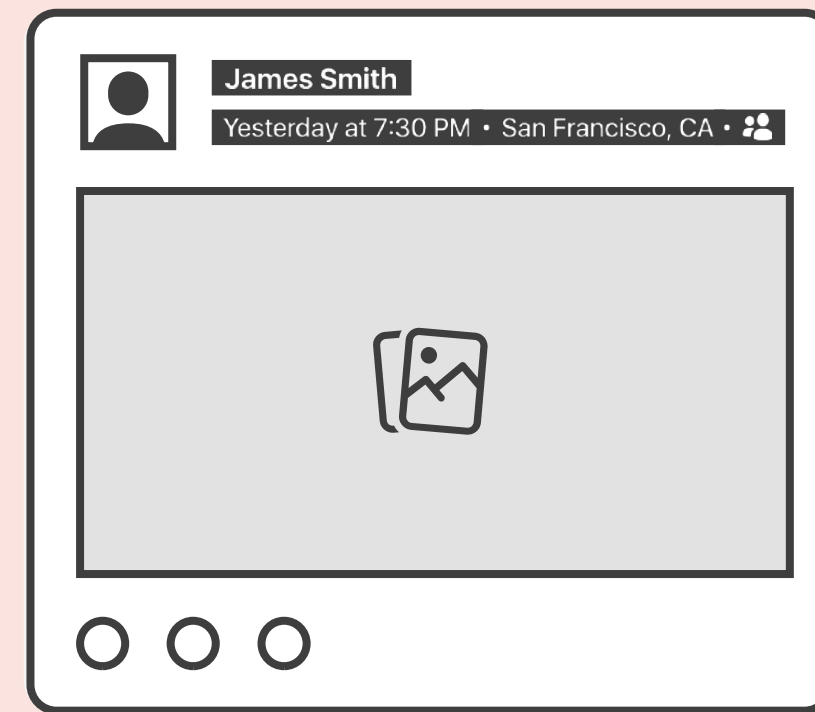 James Smith
Yesterday at 7:30 PM • San Francisco, CA •